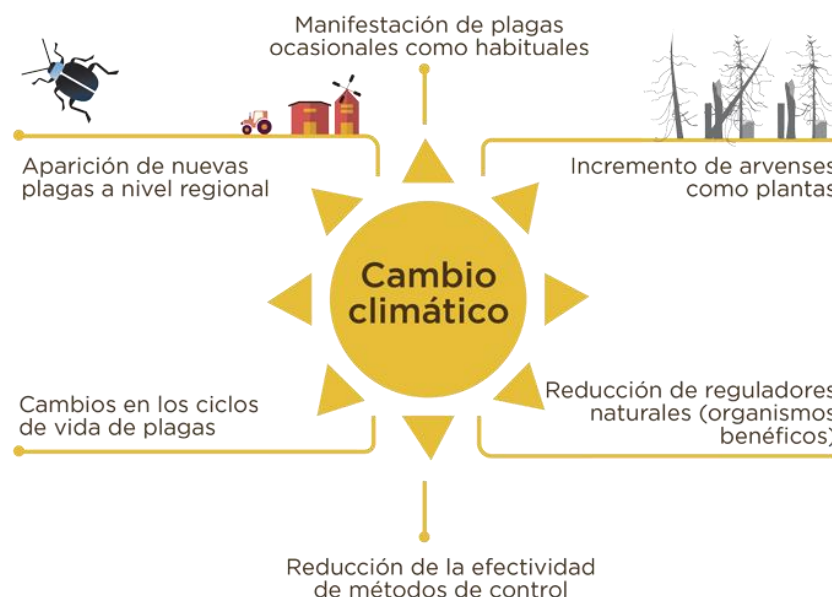 Manifestación de plagas
ocasionales como habituales
Aparición de nuevas
plagas a nivel regional
Incremento de arvenses
como plantas
Cambio
climático
Cambios en los ciclos
de vida de plagas
Reducción de reguladores
naturales (organismos
benéficos)
Reducción de la efectividad
de métodos de control